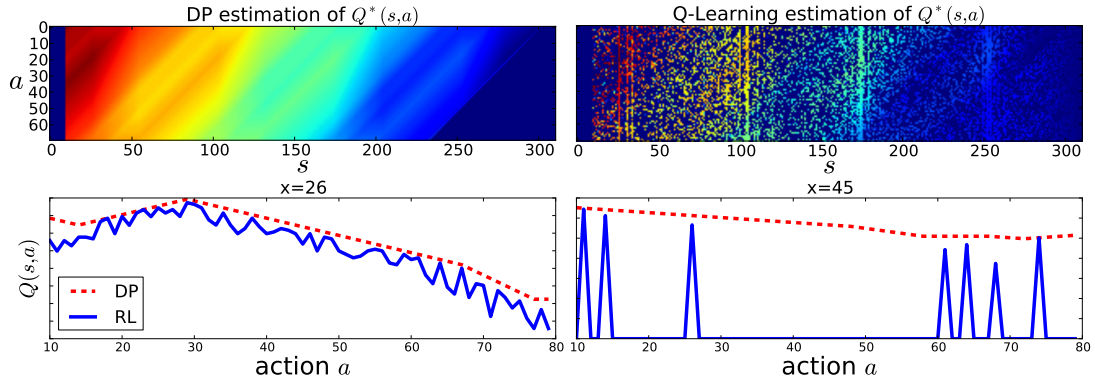 DP estimation of Q*(s,a)
Q-Learning estimation of Q*(s,a)
a
0
10
20
30
40
50
60
0 50 100 150 200 250 300
s
0 50 100 150 200 250 300
s
x=26
x=45
Q(s,a)
DP
RL
10 20 30 40 50 60 70 80
action a
10 20 30 40 50 60 70 80
action a